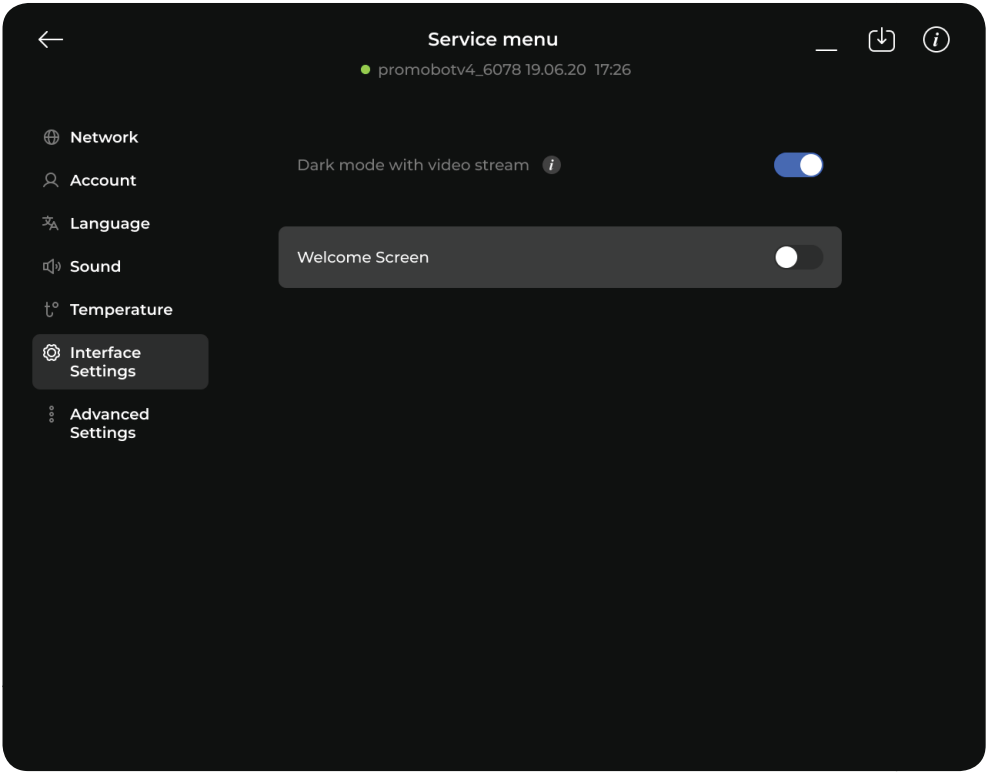 Service menu
promobotv4_6078 19.06.20 17:26
Network
Account
Language
Sound
t° Temperature
Interface
Settings
Advanced
Settings
Dark mode with video stream i
Welcome Screen